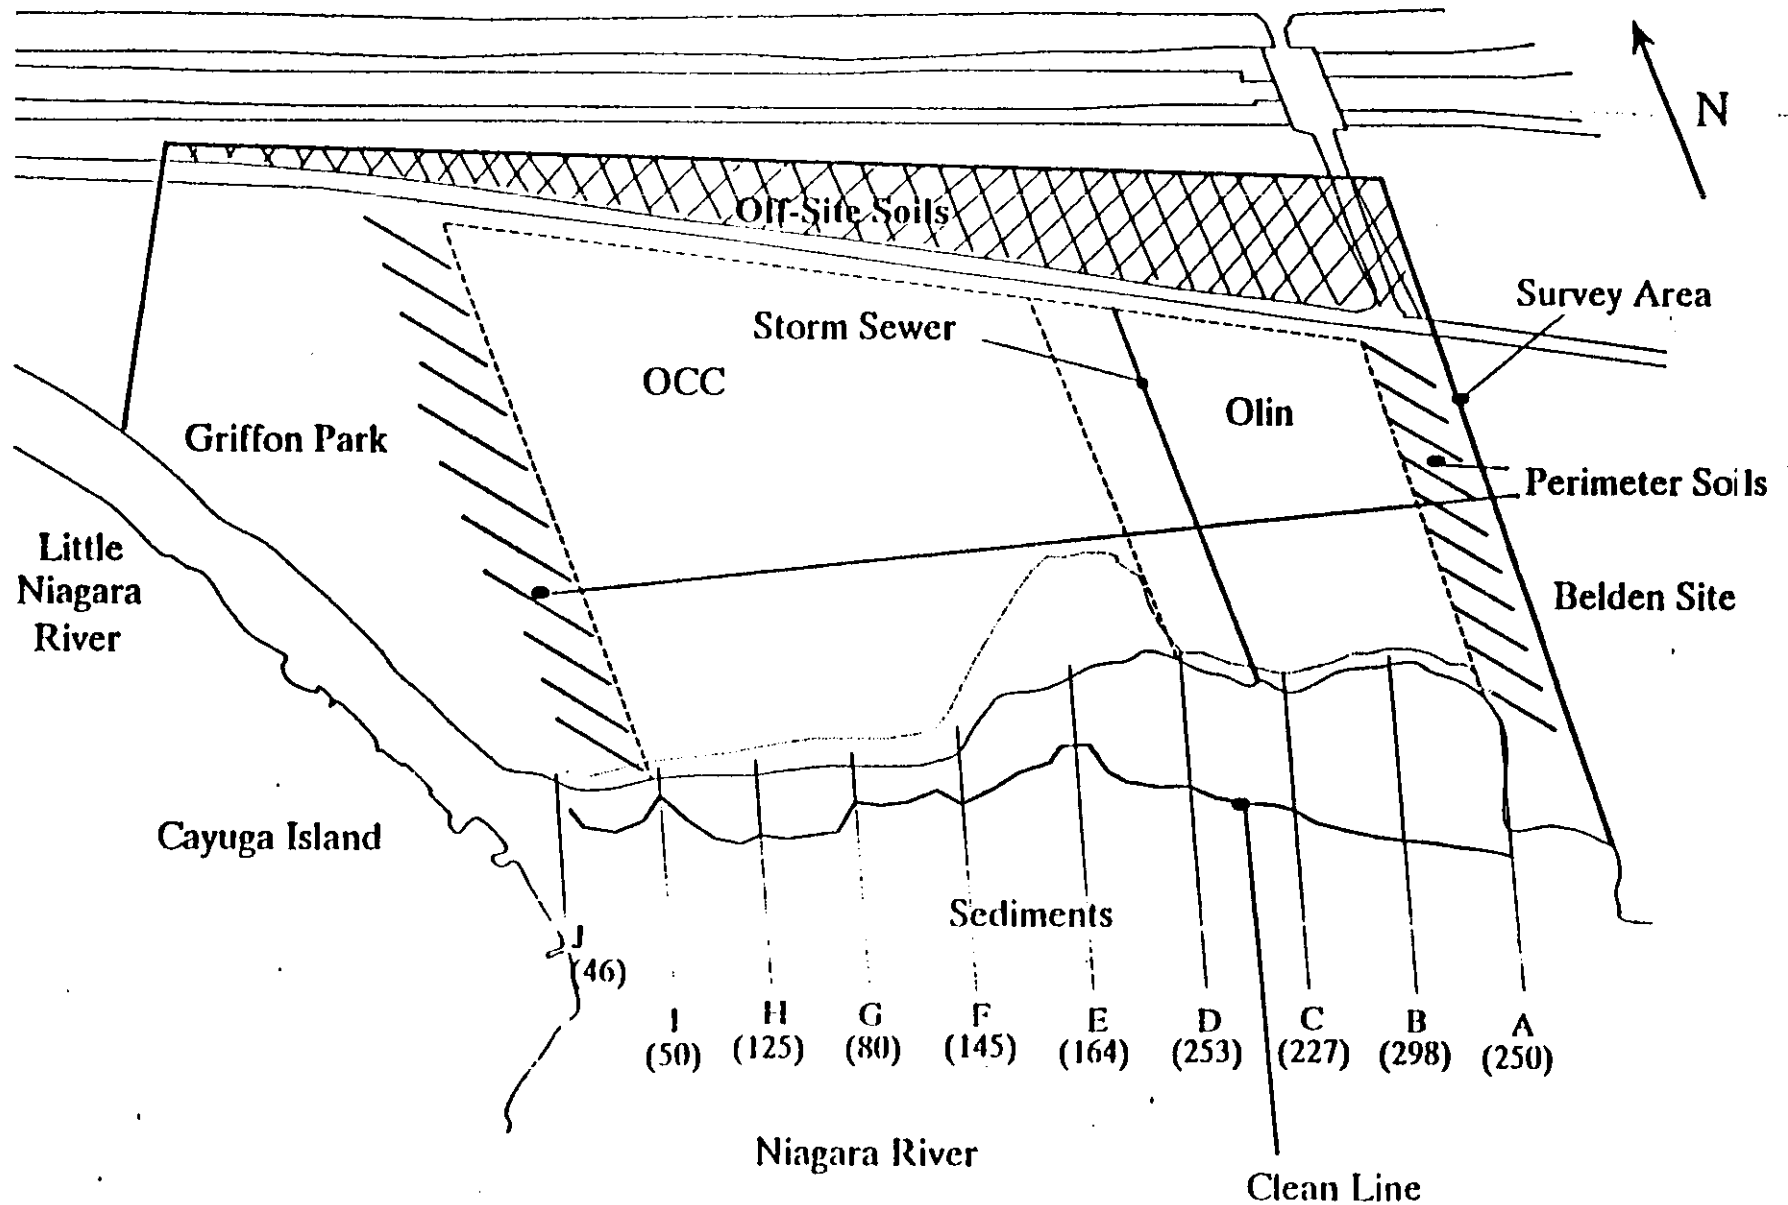 N
Off-Site Soils
Survey Area
Storm Sewer
OCC
Olin
Griffon Park
Perimeter Soils
Little
Niagara
River
Belden Site
Cayuga Island
Sediments
J
(46)
I
(50)
H
(125)
G
(80)
F
(145)
E
(164)
D
(253)
C
(227)
B
(298)
A
(250)
Niagara River
Clean Line